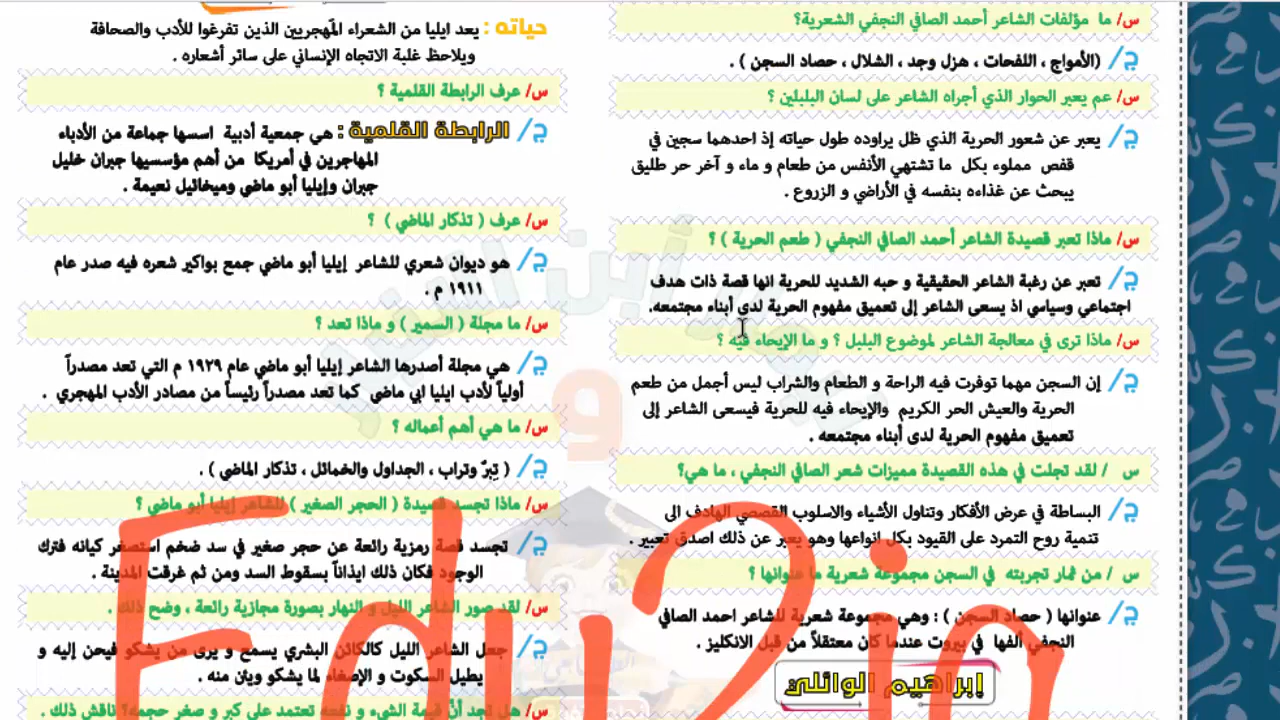 س/ ما مؤلفات الشاعر أحمد الصافي النجفي الشعرية؟
ج/ (الأمواج ، اللفحات ، هزل وجد ، الشلال ، حصاد السجن ) .
س/ عم يعبر الحوار الذي أجراه الشاعر على لسان البلبلين ؟
ج/ يعبر عن شعور الحرية الذي ظل يراوده طول حياته إذ احدهما سجين في
قفص مملوء بكل ما تشتهي الأنفس من طعام و ماء و آخر حر طليق
يبحث عن غذاءه بنفسه في الأراضي و الزروع .
س/ ماذا تعبر قصيدة الشاعر أحمد الصافي النجفي ( طعم الحرية ) ؟
ج/ تعبر عن رغبة الشاعر الحقيقية و حبه الشديد للحرية انها قصة ذات هدف
اجتماعي وسياسي اذ يسعى الشاعر إلى تعميق مفهوم الحرية لدى أبناء مجتمعه.
س/ ماذا ترى في معالجة الشاعر لموضوع البلبل ؟ و ما الإيحاء فيه ؟
ج/ إن السجن مهما توفرت فيه الراحة و الطعام والشراب ليس أجمل من طعم
الحرية والعيش الحر الكريم والإيحاء فيه للحرية فيسعى الشاعر إلى
تعميق مفهوم الحرية لدى أبناء مجتمعه .
س / لقد تجلت في هذه القصيدة مميزات شعر الصافي النجفي ، ما هي؟
ج/ البساطة في عرض الأفكار وتناول الأشياء والاسلوب القصصي الهادف الى
تنمية روح التمرد على القيود بكل انواعها وهو يعبر عن ذلك اصدق تعبير .
س / من ثمار تجربته في السجن مجموعة شعرية ما عنوانها ؟
ج/ عنوانها ( حصاد السجن ) : وهي مجموعة شعرية للشاعر احمد الصافي
النجفي ألفها في بيروت عندما كان معتقلاً من قبل الانكليز .
إبراهيم الوائلي
حياته : يعد ايليا من الشعراء المهجريين الذين تفرغوا للأدب والصحافة
ويلاحظ غلبة الاتجاه الإنساني على سائر أشعاره .
س/ عرف الرابطة القلمية ؟
ج/ الرابطة القلمية : هي جمعية أدبية اسسها جماعة من الأدباء
المهاجرين في أمريكا من أهم مؤسسيها جبران خليل
جبران وإيليا أبو ماضي وميخائيل نعيمة .
س/ عرف ( تذكار الماضي ) ؟
ج/ هو ديوان شعري للشاعر إيليا أبو ماضي جمع بواكير شعره فيه صدر عام
١٩١١ م .
س/ ما مجلة ( السمير ) و ماذا تعد ؟
ج/ هي مجلة أصدرها الشاعر إيليا أبو ماضي عام ١٩٢٩ م التي تعد مصدراً
أولياً لأدب ايليا ابي ماضي كما تعد مصدراً رئيساً من مصادر الأدب المهجري .
س/ ما هي أهم أعماله ؟
ج/ ( تِبرٌ وتراب ، الجداول والخمائل ، تذكار الماضي ) .
س/ ماذا تجسد قصيدة ( الحجر الصغير ) للشاعر إيليا أبو ماضي ؟
ج/ تجسد قصة رمزية رائعة عن حجر صغير في سد ضخم استصغر كيانه فترك
الوجود فكان ذلك ايذاناً بسقوط السد ومن ثم غرقت المدينة .
س/ لقد صور الشاعر الليل و النهار بصورة مجازية رائعة ، وضح ذلك .
ج/ جعل الشاعر الليل كالكائن البشري يسمع و يرى من يشكو فيحن إليه و
يطيل السكوت و الإصغاء لما يشكو ويان منه .
س/ هل تجد أنَّ قيمة الشيء و نفعه تعتمد على كبر و صغر حجمه؟ ناقش ذلك .
Edu2in